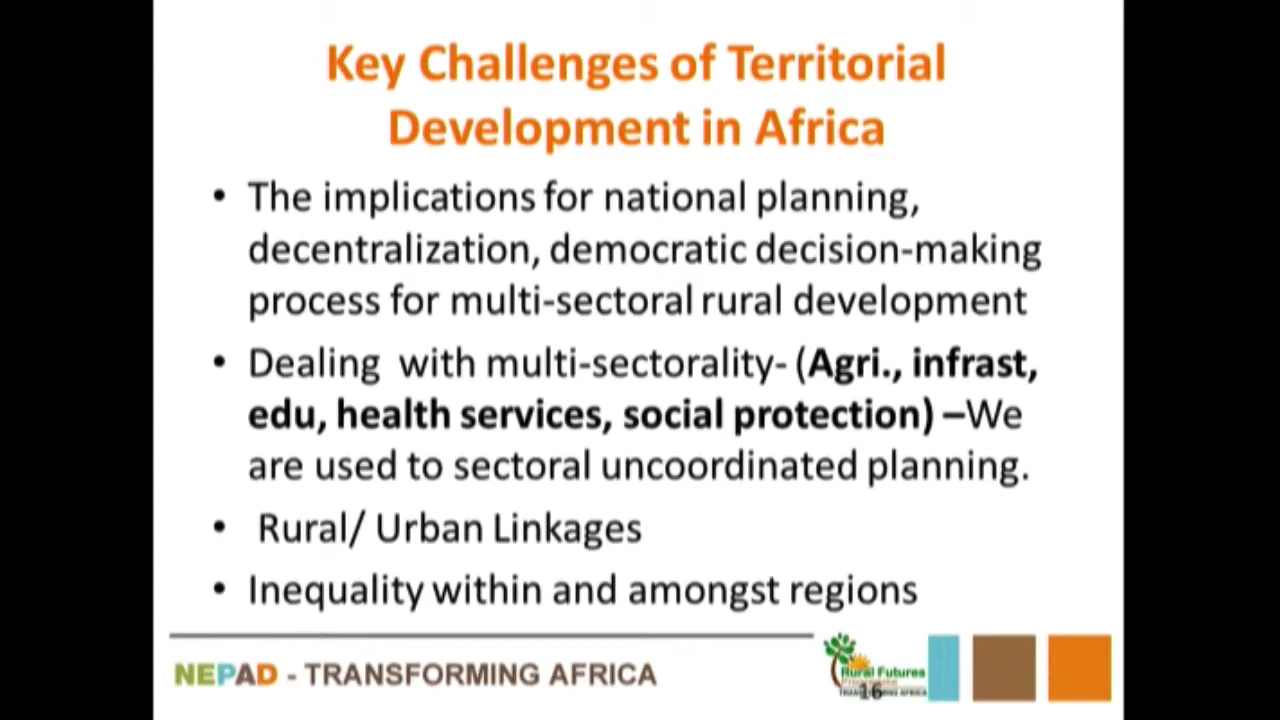 Key Challenges of Territorial
Development in Africa
• The implications for national planning,
decentralization, democratic decision-making
process for multi-sectoral rural development
• Dealing with multi-sectorality- (Agri., infrast,
edu, health services, social protection) –We
are used to sectoral uncoordinated planning.
• Rural/ Urban Linkages
• Inequality within and amongst regions
NEPAD - TRANSFORMING AFRICA
Rural Futures
Programme
16